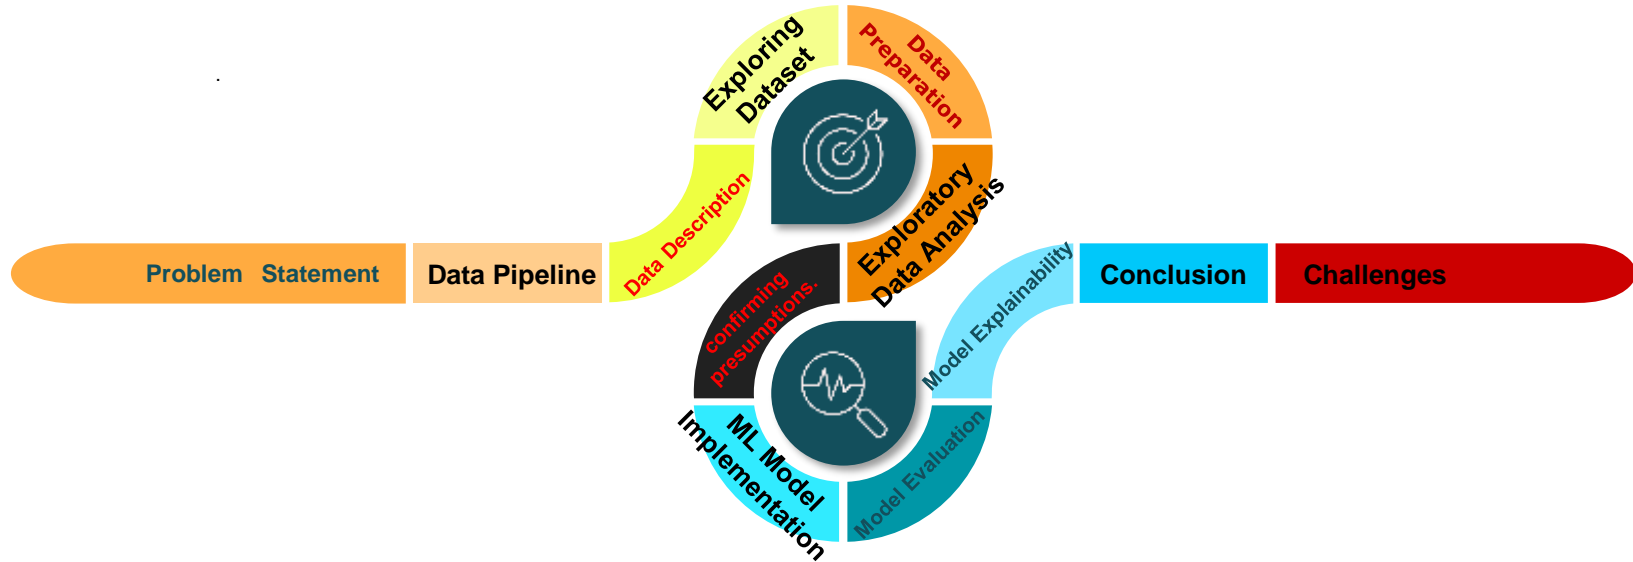 Problem Statement
Data Pipeline
Data Description
Exploring
Dataset
Data
Preparation
Exploratory
Data Analysis
confirming
presumptions.
ML Model
Implementation
Model Evaluation
Model Explainability
Conclusion
Challenges